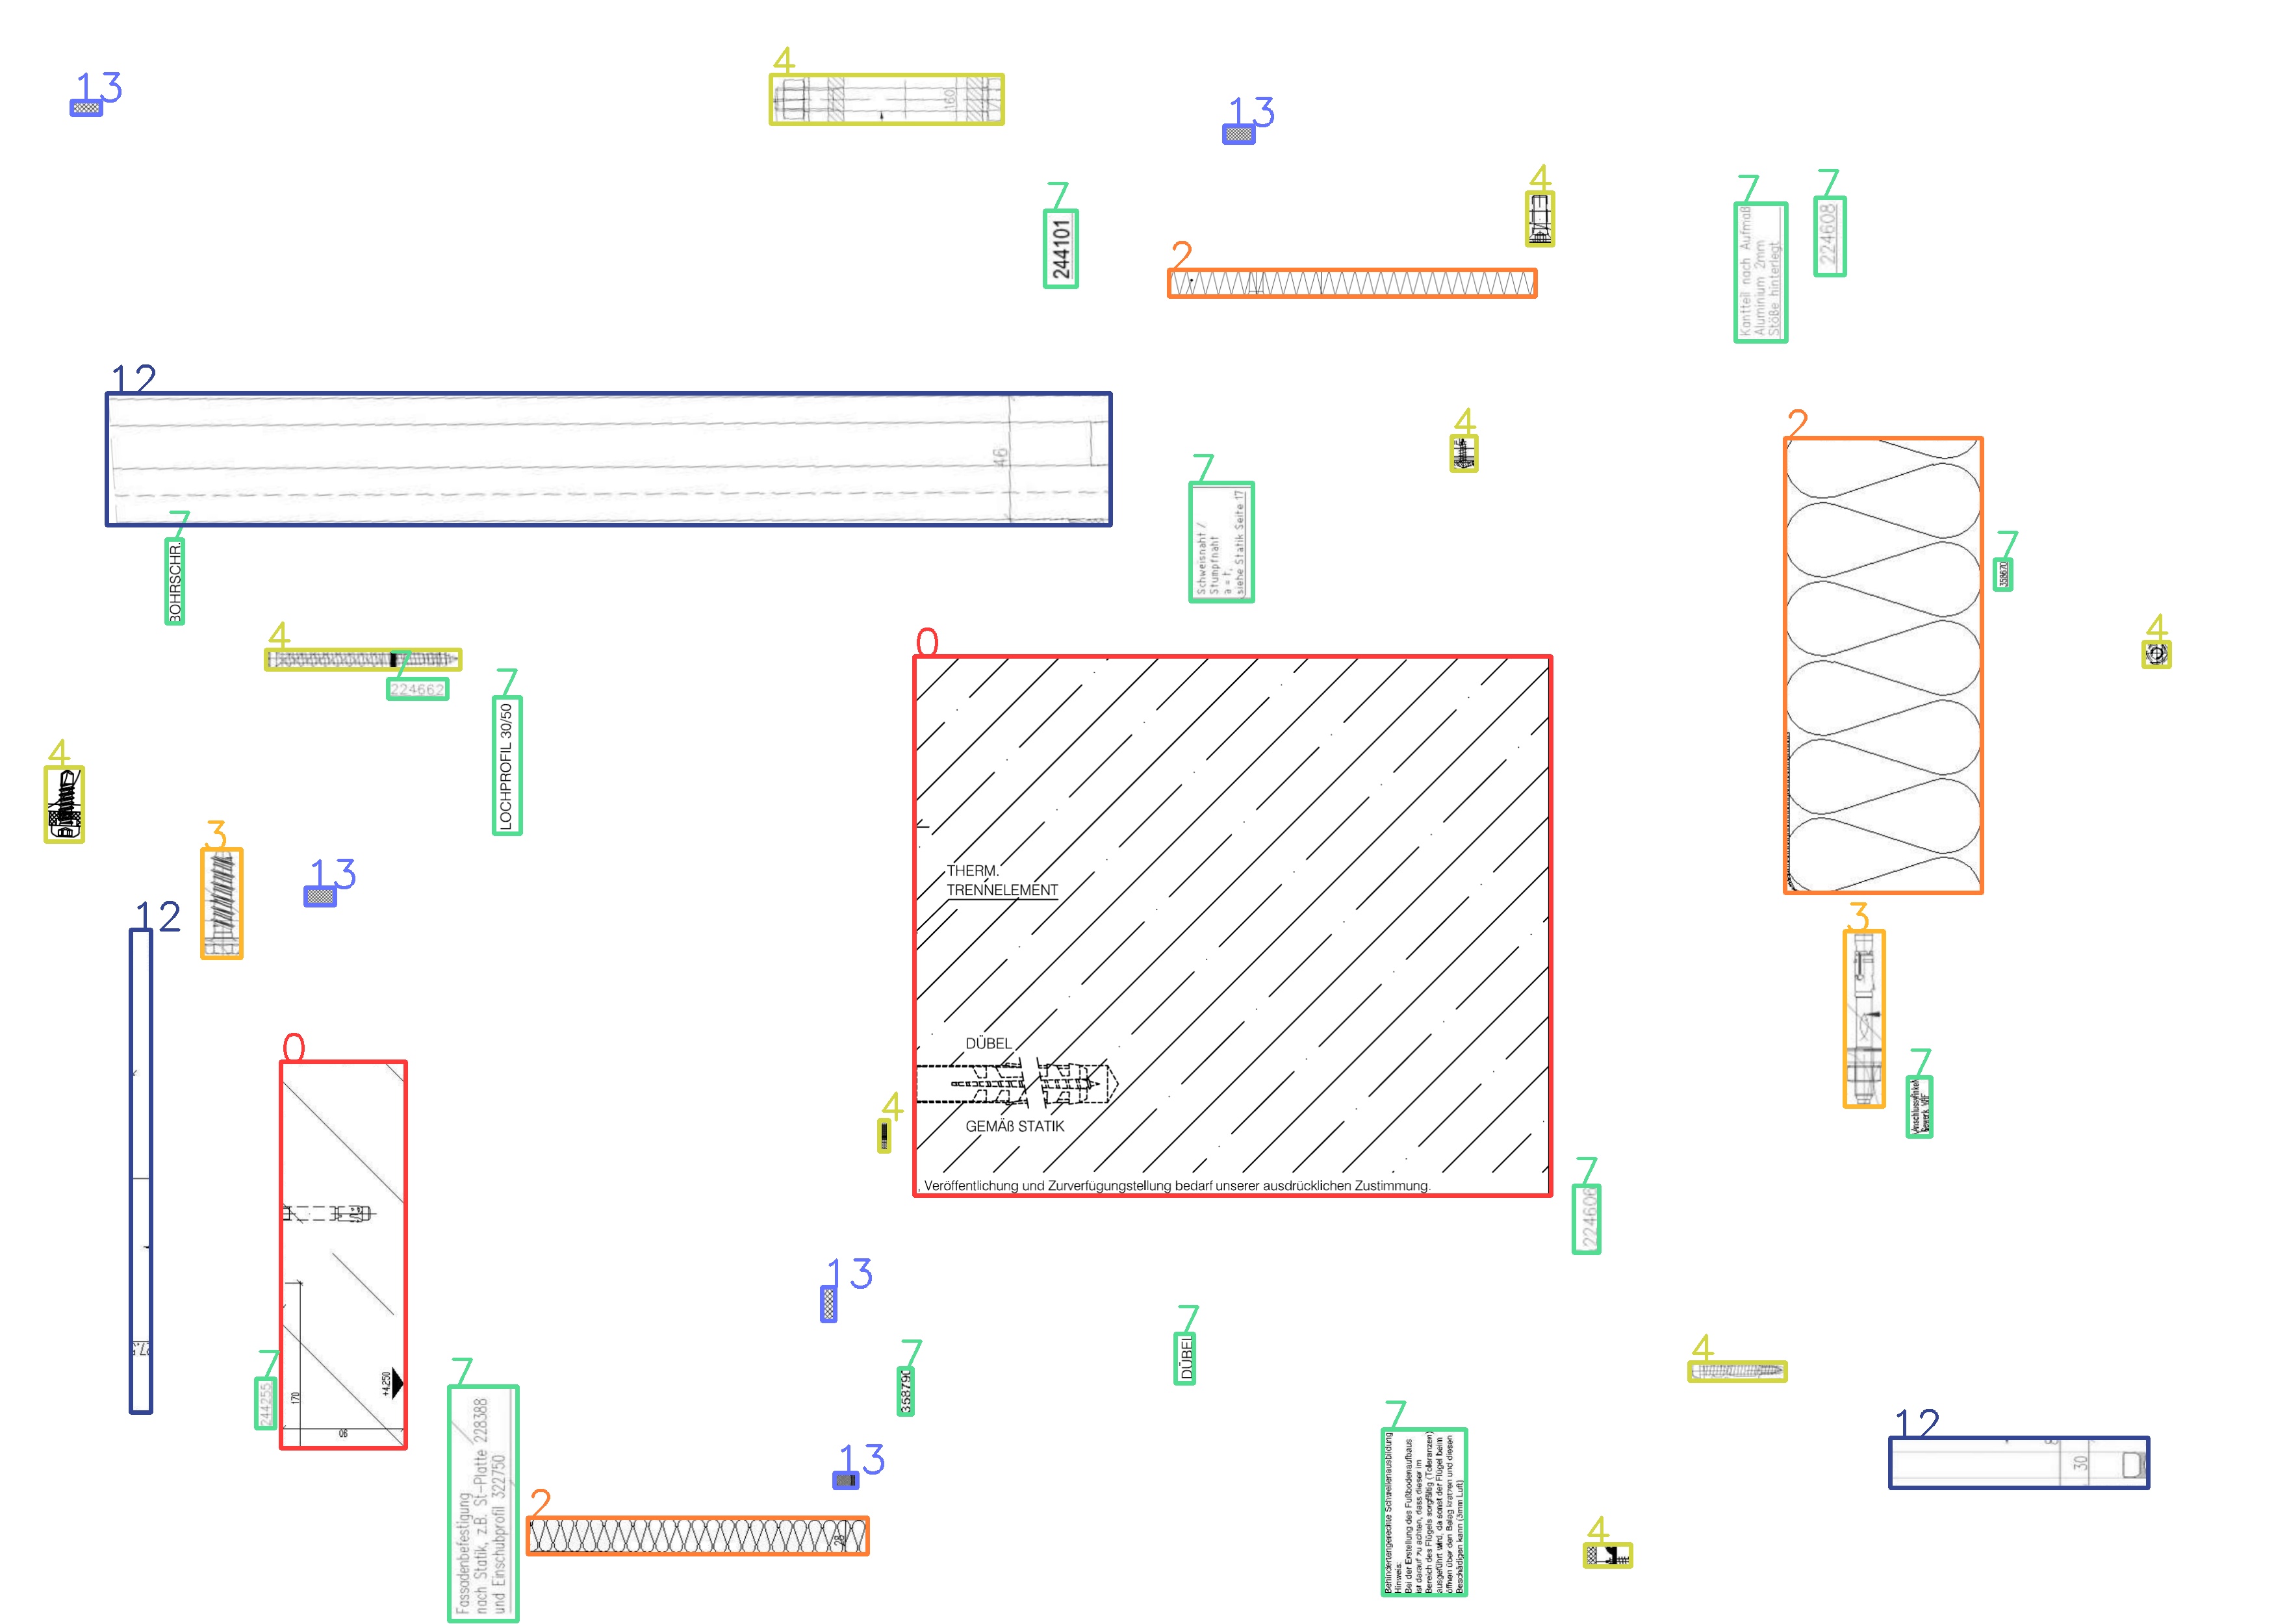 13
4
160
13
7
244101
4
7
Kantteil nach Aufmaß
Aluminium 2mm
Stöße hinterlegt
7
224608
2
12
46
4
2
7
BOHRSCHR.
7
Schweisnaht /
Stumpfnaht
a = t,
siehe Statik Seite 17
7
358670
4
7
224662
7
LOCHPROFIL 30/50
0
THERM.
TRENNELEMENT
DÜBEL
GEMÄß STATIK
, Veröffentlichung und Zurverfügungstellung bedarf unserer ausdrücklichen Zustimmung.
4
4
3
13
12
3
7
Anschlusswinkel
4
0
170
90
+4,250
7
244255
7
224606
13
7
358790
7
DÜBEL
4
7
Fassadenbefestigung
nach Statik, z.B. St-Platte 228388
und Einschubprofil 322750
13
2
28
7
Behindertengerechte Schwellenausbildung
Hinweis:
Bei der Erstellung des Fußbodenaufbaus
ist darauf zu achten, dass dieser im
Bereich des Flügels sorgfältig (Toleranzen)
ausgeführt wird, da sonst der Flügel beim
öffnen über den Belag kratzen und diesen
Beschädigen kann (3mm Luft)
12
8
30
4